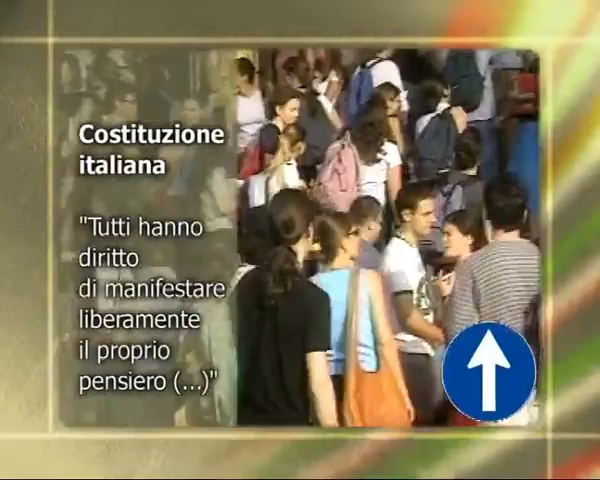 Costituzione
italiana
"Tutti hanno
diritto
di manifestare
liberamente
il proprio
pensiero (...)"